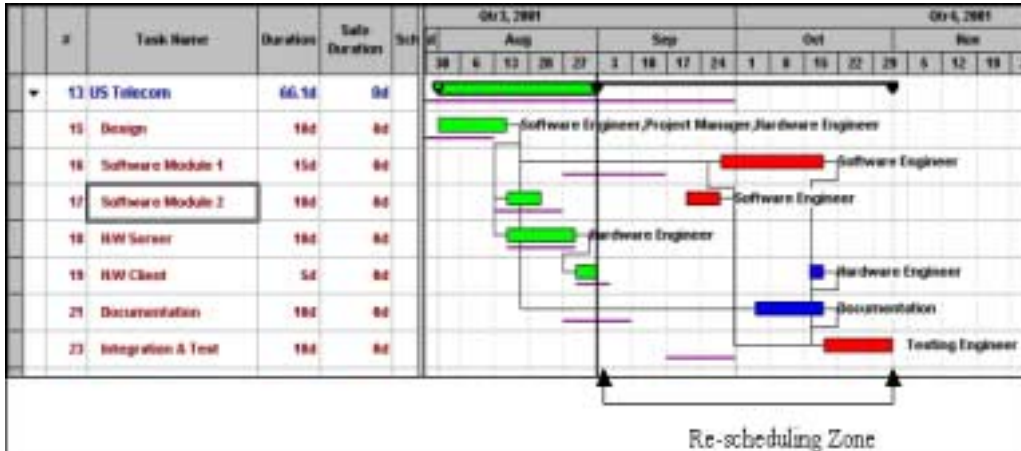 Qtr 3, 2001 Qtr 4, 2001
# Task Name Duration Safe Duration Sch Aug Sep Oct Nov
30 6 13 20 27 3 10 17 24 1 8 15 22 29 5 12 19
13 US Telecom 66.1d 0d
15 Design 10d 0d Software Engineer,Project Manager,Hardware Engineer
16 Software Module 1 15d 0d Software Engineer
17 Software Module 2 10d 0d Software Engineer
18 H/W Server 10d 0d Hardware Engineer
19 H/W Client 5d 0d Hardware Engineer
21 Documentation 10d 0d Documentation
23 Integration & Test 10d 0d Testing Engineer
Re-scheduling Zone